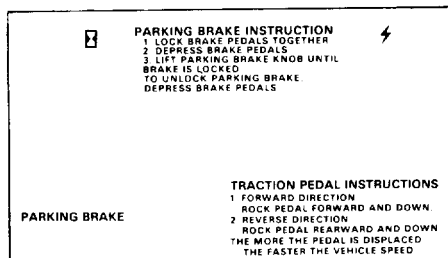 PARKING BRAKE INSTRUCTION
1 LOCK BRAKE PEDALS TOGETHER
2 DEPRESS BRAKE PEDALS
3. LIFT PARKING BRAKE KNOB UNTIL
BRAKE IS LOCKED
TO UNLOCK PARKING BRAKE.
DEPRESS BRAKE PEDALS
PARKING BRAKE
TRACTION PEDAL INSTRUCTIONS
1 FORWARD DIRECTION
ROCK PEDAL FORWARD AND DOWN.
2 REVERSE DIRECTION
ROCK PEDAL REARWARD AND DOWN
THE MORE THE PEDAL IS DISPLACED
THE FASTER THE VEHICLE SPEED